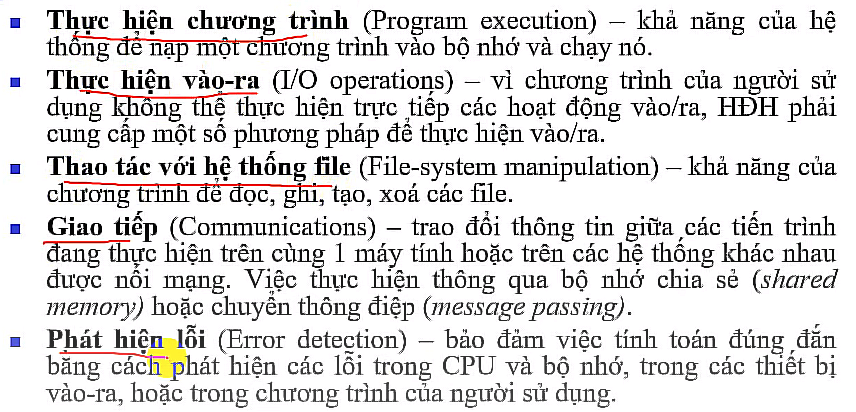 Thực hiện chương trình (Program execution) – khả năng của hệ
thống để nạp một chương trình vào bộ nhớ và chạy nó.
Thực hiện vào-ra (I/O operations) – vì chương trình của người sử
dụng không thể thực hiện trực tiếp các hoạt động vào/ra, HĐH phải
cung cấp một số phương pháp để thực hiện vào/ra.
Thao tác với hệ thống file (File-system manipulation) – khả năng của
chương trình để đọc, ghi, tạo, xoá các file.
Giao tiếp (Communications) – trao đổi thông tin giữa các tiến trình
đang thực hiện trên cùng 1 máy tính hoặc trên các hệ thống khác nhau
được nối mạng. Việc thực hiện thông qua bộ nhớ chia sẻ (shared
memory) hoặc chuyển thông điệp (message passing).
Phát hiện lỗi (Error detection) – bảo đảm việc tính toán đúng đắn
bằng cách phát hiện các lỗi trong CPU và bộ nhớ, trong các thiết bị
vào-ra, hoặc trong chương trình của người sử dụng.